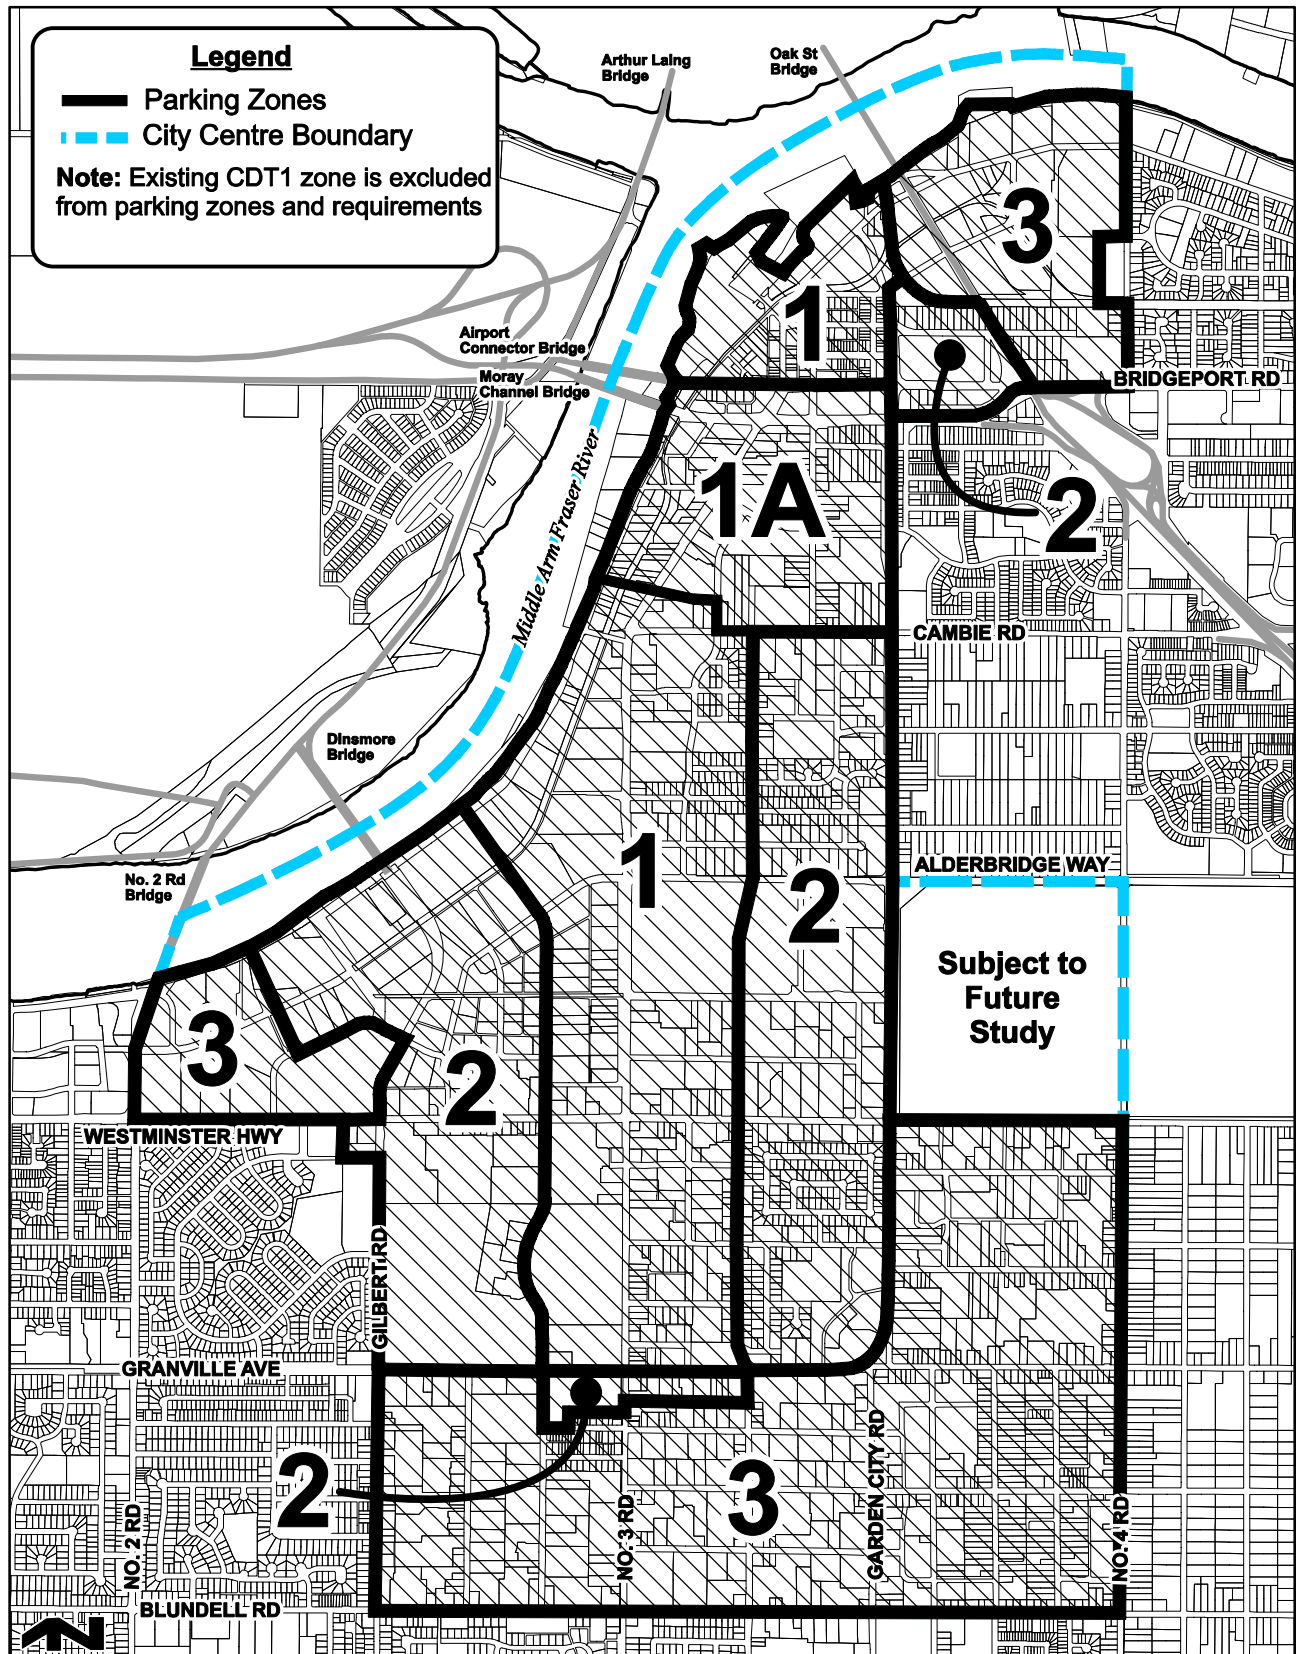 Legend
Parking Zones
City Centre Boundary
Note: Existing CDT1 zone is excluded
from parking zones and requirements
Arthur Laing
Bridge
Oak St
Bridge
3
1
Airport
Connector Bridge
Moray
Channel Bridge
BRIDGEPORT RD
1A
2
Middle Arm Fraser River
CAMBIE RD
Dinsmore
Bridge
1
ALDERBRIDGE WAY
No. 2 Rd
Bridge
2
Subject to
Future
Study
3
2
WESTMINSTER HWY
GILBERT RD
GRANVILLE AVE
2
3
NO. 2 RD
NO. 3 RD
GARDEN CITY RD
NO. 4 RD
BLUNDELL RD
N